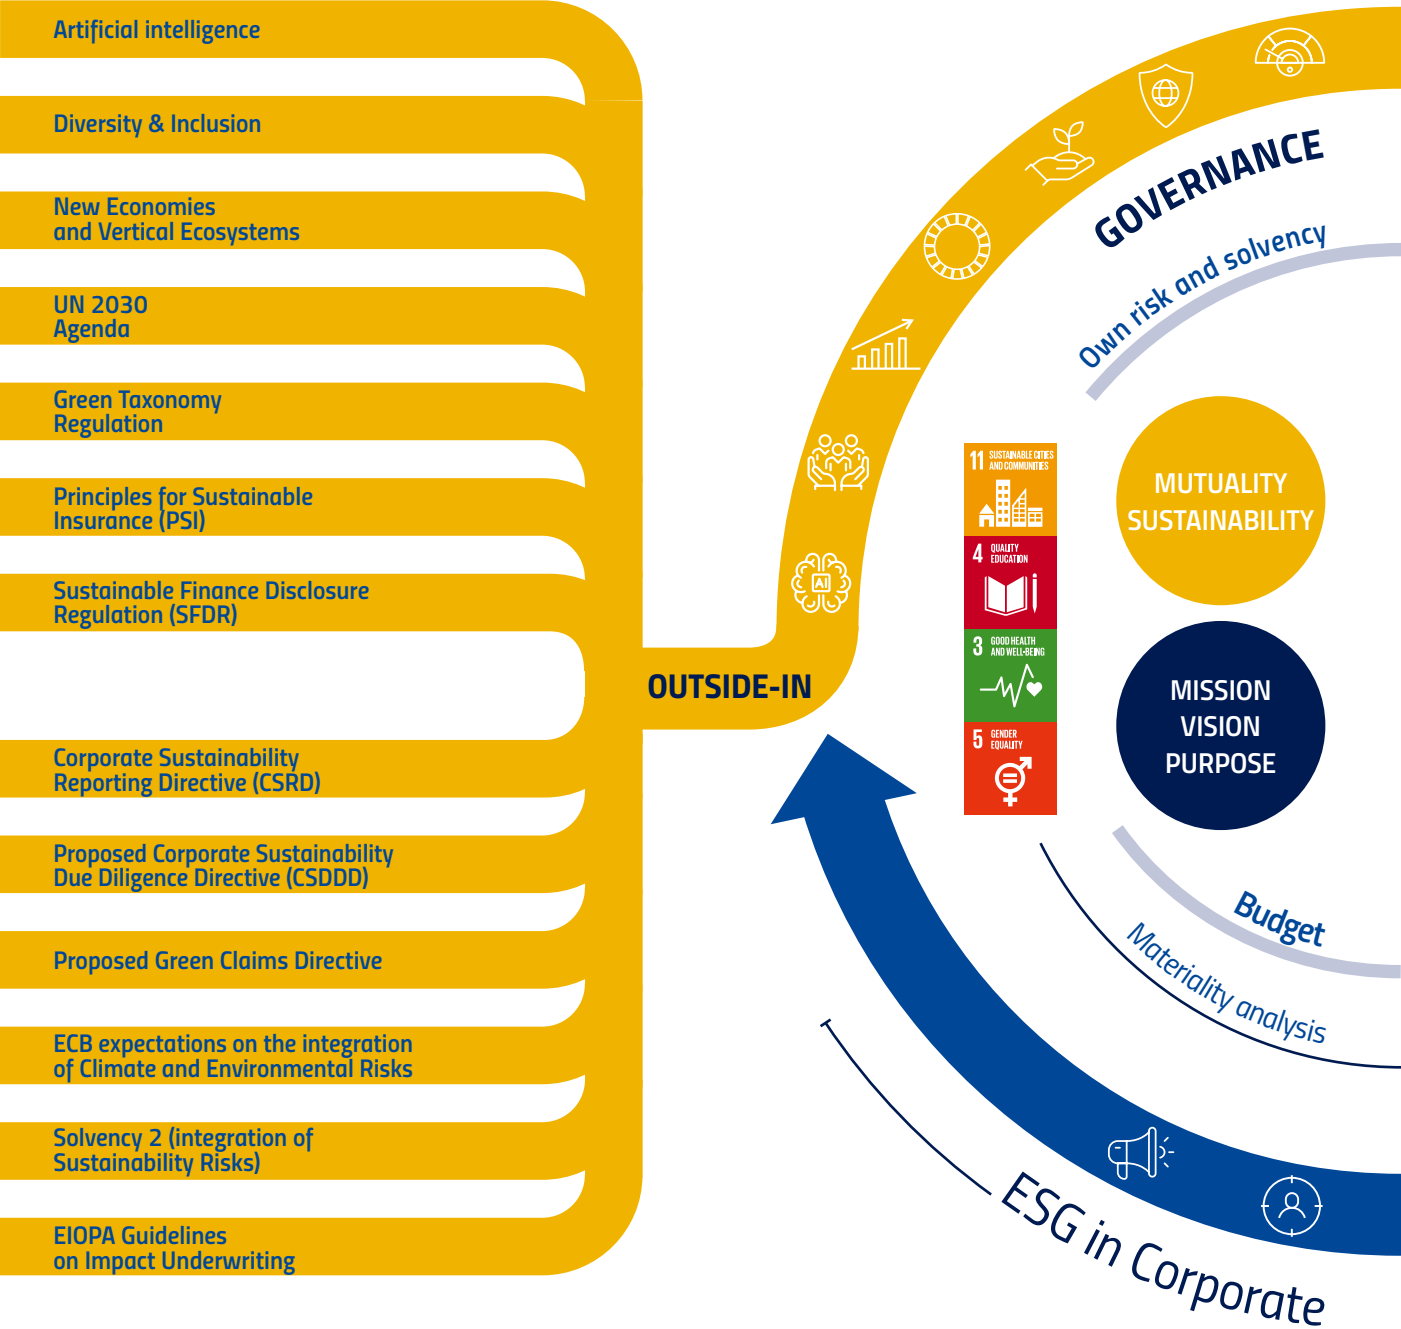 Artificial intelligence
Diversity & Inclusion
New Economies
and Vertical Ecosystems
UN 2030
Agenda
Green Taxonomy
Regulation
Principles for Sustainable
Insurance (PSI)
Sustainable Finance Disclosure
Regulation (SFDR)
Corporate Sustainability
Reporting Directive (CSRD)
Proposed Corporate Sustainability
Due Diligence Directive (CSDDD)
Proposed Green Claims Directive
ECB expectations on the integration
of Climate and Environmental Risks
Solvency 2 (integration of
Sustainability Risks)
EIOPA Guidelines
on Impact Underwriting
OUTSIDE-IN
AI
GOVERNANCE
Own risk and solvency
11 SUSTAINABLE CITIES
AND COMMUNITIES
4 QUALITY
EDUCATION
3 GOOD HEALTH
AND WELL-BEING
5 GENDER
EQUALITY
MUTUALITY
SUSTAINABILITY
MISSION
VISION
PURPOSE
Budget
Materiality analysis
ESG in Corporate